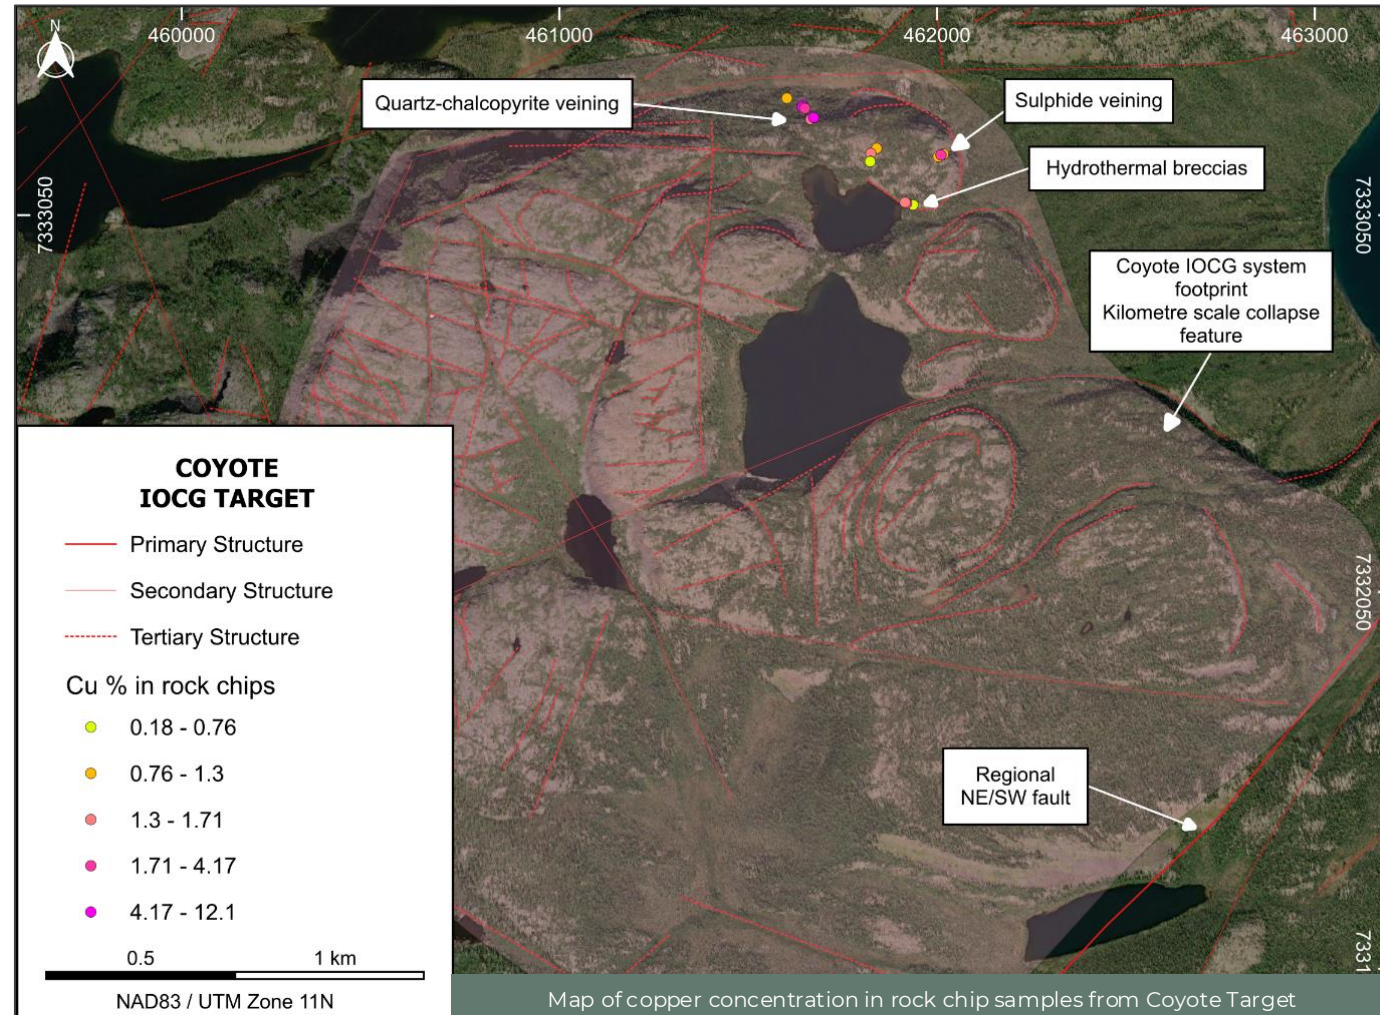 N
460000
461000
462000
463000
Quartz-chalcopyrite veining
Sulphide veining
Hydrothermal breccias
7333050
7333050
Coyote IOCG system
footprint
Kilometre scale collapse
feature
COYOTE
IOCG TARGET
Primary Structure
Secondary Structure
Tertiary Structure
Cu % in rock chips
0.18 - 0.76
0.76 - 1.3
1.3 - 1.71
1.71 - 4.17
4.17 - 12.1
0.5
1 km
NAD83 / UTM Zone 11N
7332050
Regional
NE/SW fault
7331
Map of copper concentration in rock chip samples from Coyote Target